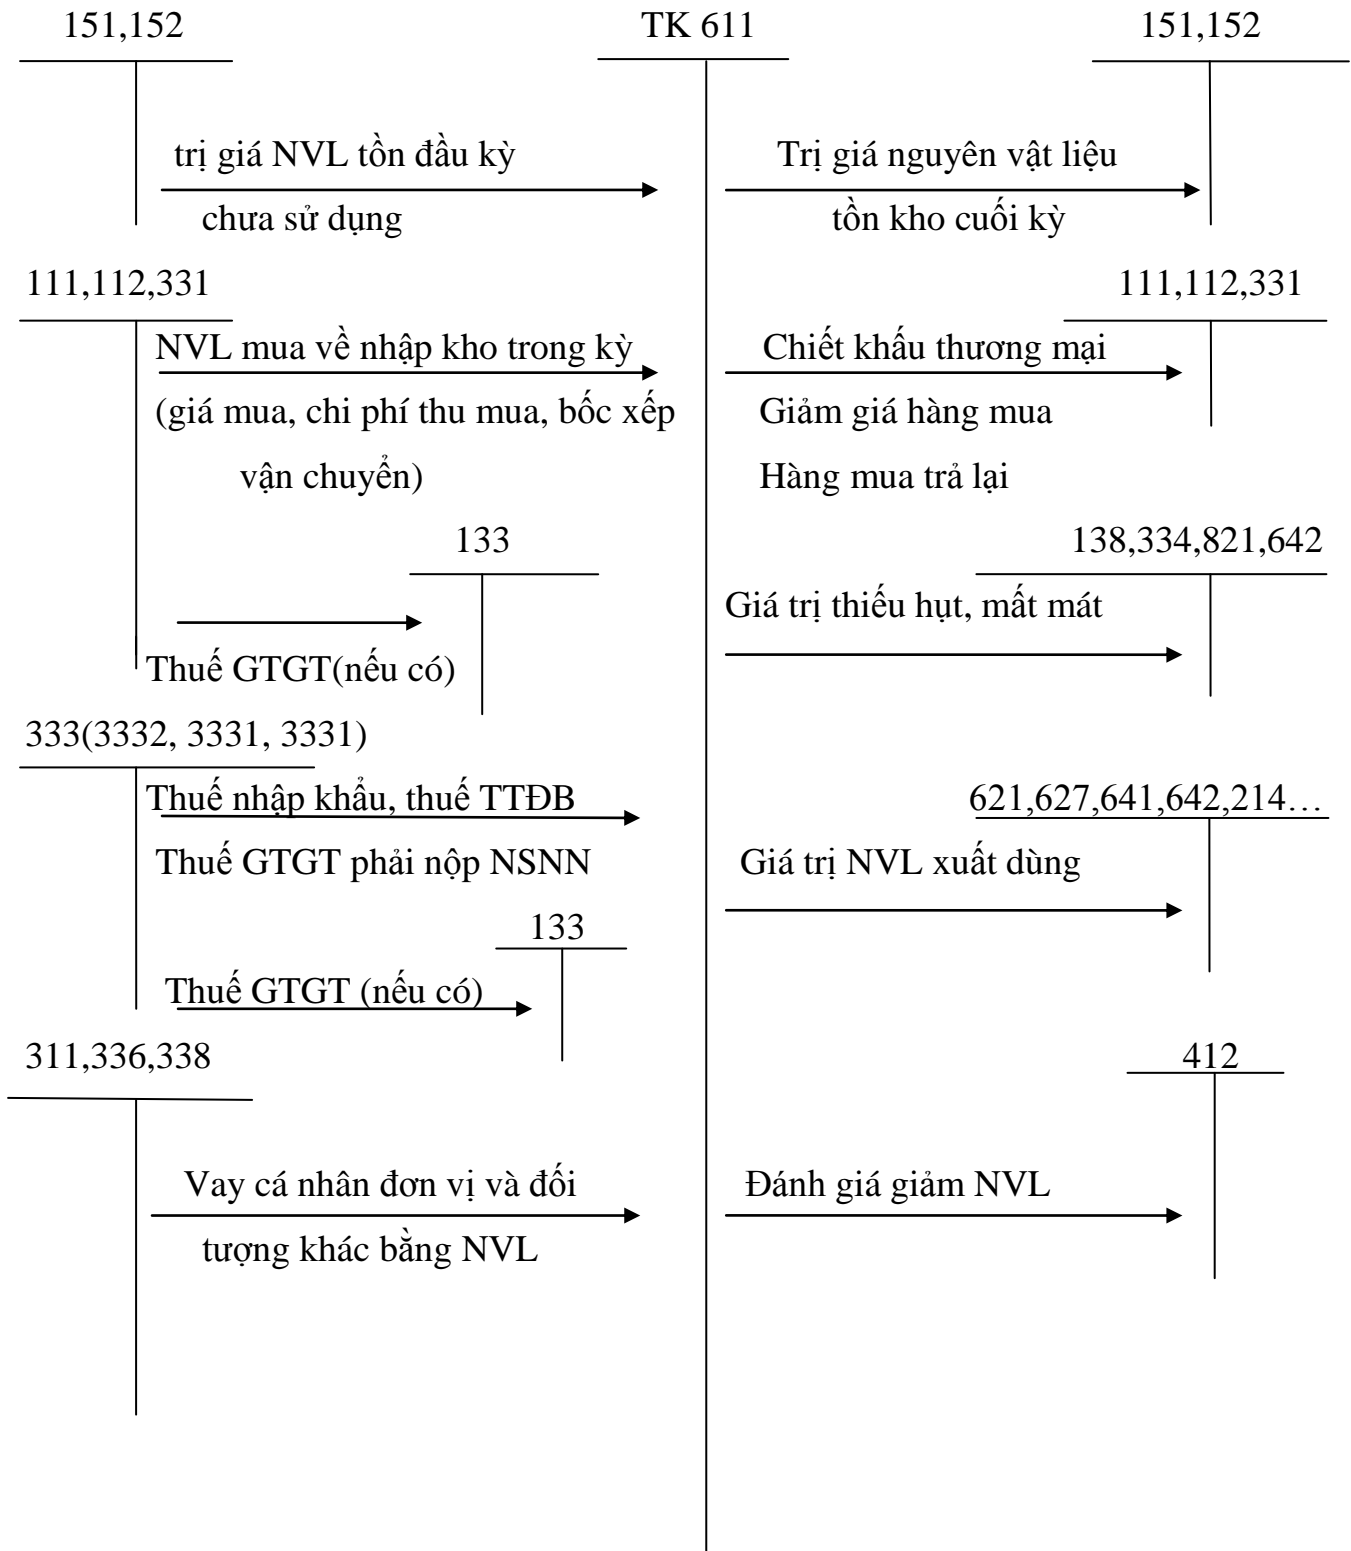 151,152
TK 611
151,152
trị giá NVL tồn đầu kỳ
chưa sử dụng
Trị giá nguyên vật liệu
tồn kho cuối kỳ
111,112,331
111,112,331
NVL mua về nhập kho trong kỳ
(giá mua, chi phí thu mua, bốc xếp
vận chuyển)
Chiết khấu thương mại
Giảm giá hàng mua
Hàng mua trả lại
133
138,334,821,642
Thuế GTGT(nếu có)
Giá trị thiếu hụt, mất mát
333(3332, 3331, 3331)
Thuế nhập khẩu, thuế TTĐB
Thuế GTGT phải nộp NSNN
621,627,641,642,214…
Giá trị NVL xuất dùng
133
Thuế GTGT (nếu có)
311,336,338
412
Vay cá nhân đơn vị và đối
tượng khác bằng NVL
Đánh giá giảm NVL